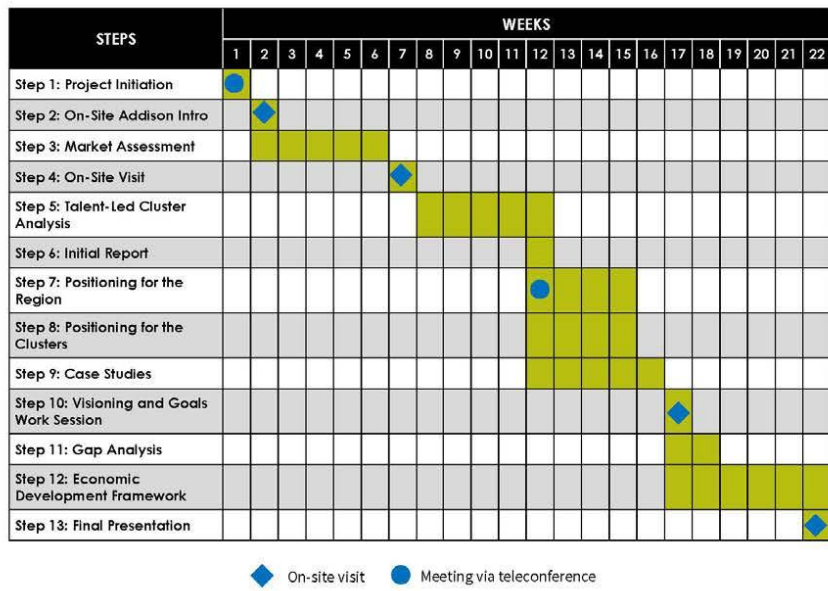 STEPS
WEEKS
1 2 3 4 5 6 7 8 9 10 11 12 13 14 15 16 17 18 19 20 21 22
Step 1: Project Initiation
Step 2: On-Site Addison Intro
Step 3: Market Assessment
Step 4: On-Site Visit
Step 5: Talent-Led Cluster
Analysis
Step 6: Initial Report
Step 7: Positioning for the
Region
Step 8: Positioning for the
Clusters
Step 9: Case Studies
Step 10: Visioning and Goals
Work Session
Step 11: Gap Analysis
Step 12: Economic
Development Framework
Step 13: Final Presentation
On-site visit
Meeting via teleconference